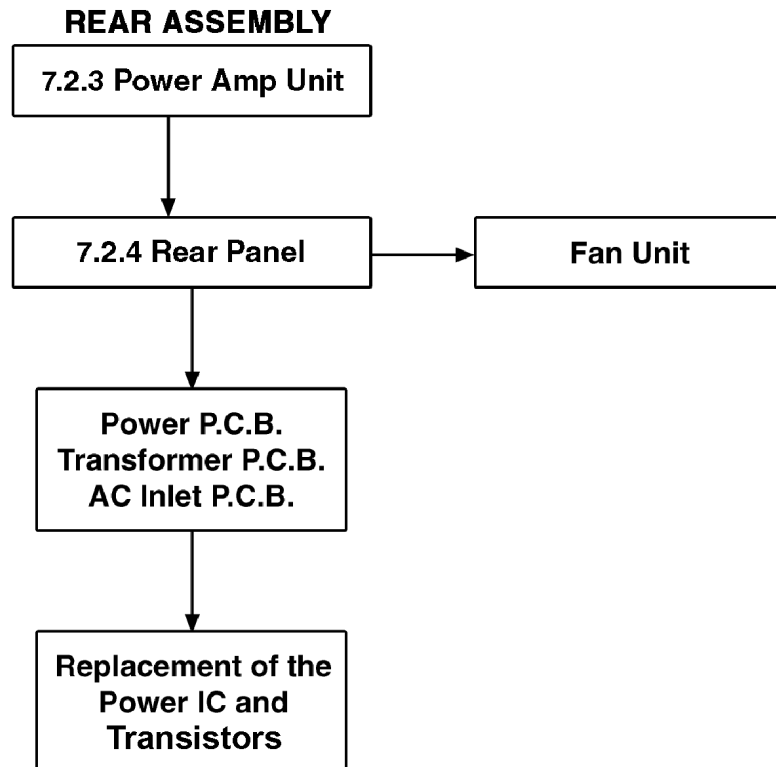 REAR ASSEMBLY
7.2.3 Power Amp Unit
7.2.4 Rear Panel
Fan Unit
Power P.C.B.
Transformer P.C.B.
AC Inlet P.C.B.
Replacement of the
Power IC and
Transistors